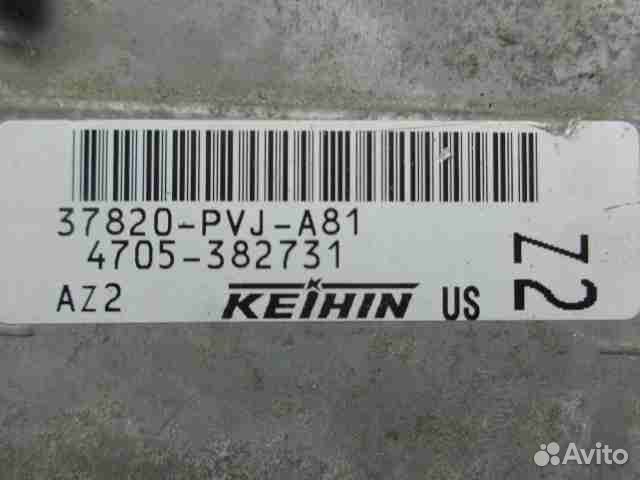 37820-PVJ-A81
4705-382731
AZ2 KEIHIN US
Z2
Avito